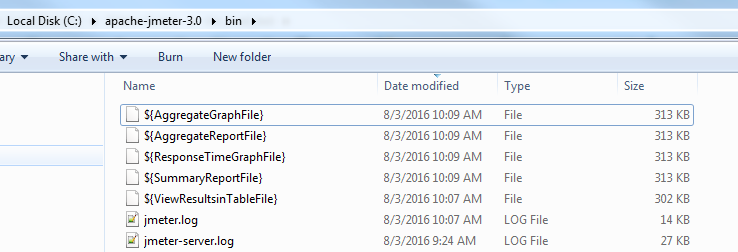 Local Disk (C:) ▸ apache-jmeter-3.0 ▸ bin ▸
ary Share with Burn New folder
Name Date modified Type Size
${AggregateGraphFile} 8/3/2016 10:09 AM File 313 KB
${AggregateReportFile} 8/3/2016 10:09 AM File 313 KB
${ResponseTimeGraphFile} 8/3/2016 10:09 AM File 313 KB
${SummaryReportFile} 8/3/2016 10:09 AM File 313 KB
${ViewResultsinTableFile} 8/3/2016 10:07 AM File 302 KB
jmeter.log 8/3/2016 10:07 AM LOG File 14 KB
jmeter-server.log 8/3/2016 9:24 AM LOG File 27 KB